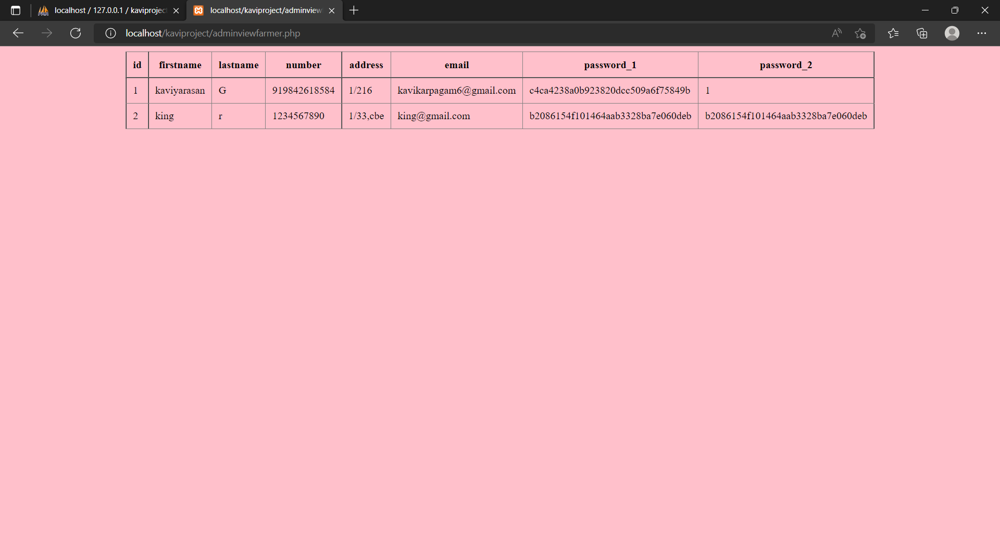 localhost / 127.0.0.1 / kaviproject
localhost/kaviproject/adminview
localhost/kaviproject/adminviewfarmer.php
id firstname lastname number address email password_1 password_2
1 kaviyarasan G 919842618584 1/216 kavikarpagam6@gmail.com c4ca4238a0b923820dcc509a6f75849b 1
2 king r 1234567890 1/33,cbe king@gmail.com b2086154f101464aab3328ba7e060deb b2086154f101464aab3328ba7e060deb